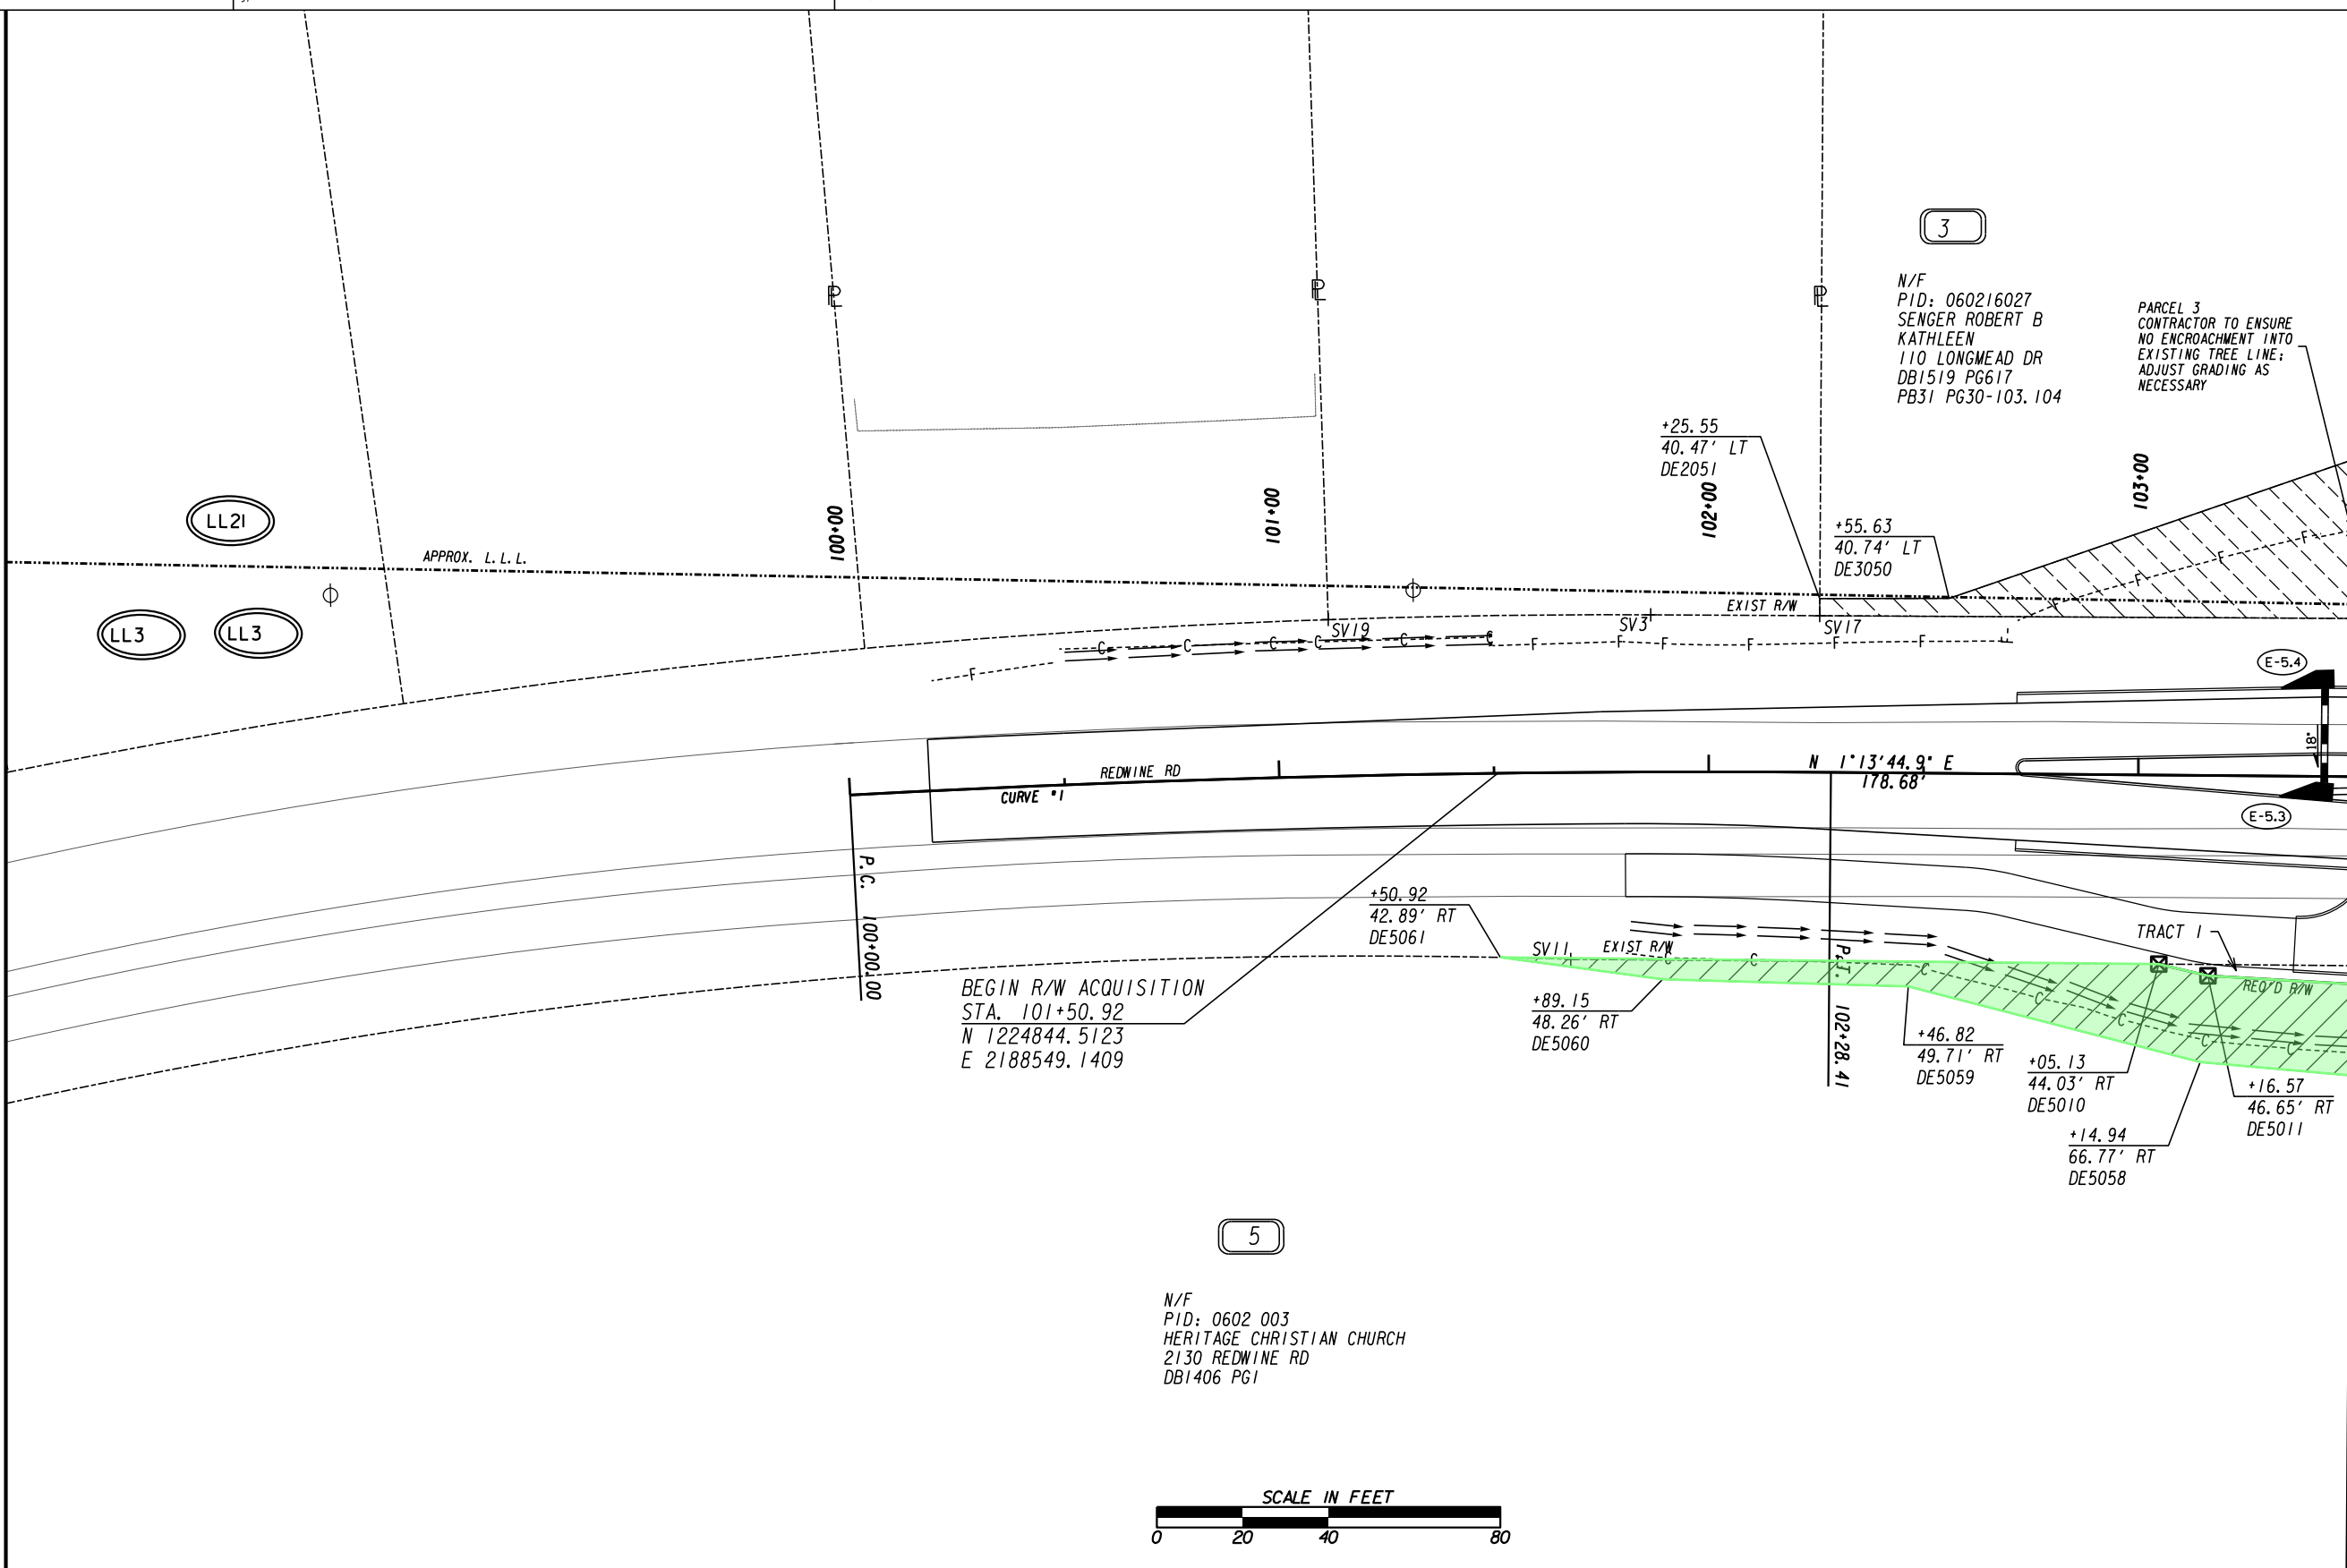 3
N/F
PID: 060216027
SENGER ROBERT B
KATHLEEN
110 LONGMEAD DR
DB1519 PG617
PB31 PG30-103.104
PARCEL 3
CONTRACTOR TO ENSURE
NO ENCROACHMENT INTO
EXISTING TREE LINE;
ADJUST GRADING AS
NECESSARY
PL
PL
PL
+25.55
40.47' LT
DE2051
100+00
101+00
102+00
103+00
+55.63
40.74' LT
DE3050
LL21
APPROX. L.L.L.
LL3
LL3
EXIST R/W
SV19
SV3
SV17
C C C C C C
F F F F F F F
F F F F
E-5.4
18"
REDWINE RD
CURVE #1
N 1°13'44.9" E
178.68'
E-5.3
P.C. 100+00.00
+50.92
42.89' RT
DE5061
SV11
EXIST R/W
P.T. 102+28.41
TRACT 1
REQ'D R/W
C C C C C C C
BEGIN R/W ACQUISITION
STA. 101+50.92
N 1224844.5123
E 2188549.1409
+89.15
48.26' RT
DE5060
+46.82
49.71' RT
DE5059
+05.13
44.03' RT
DE5010
+16.57
46.65' RT
DE5011
+14.94
66.77' RT
DE5058
5
N/F
PID: 0602 003
HERITAGE CHRISTIAN CHURCH
2130 REDWINE RD
DB1406 PG1
SCALE IN FEET
0 20 40 80